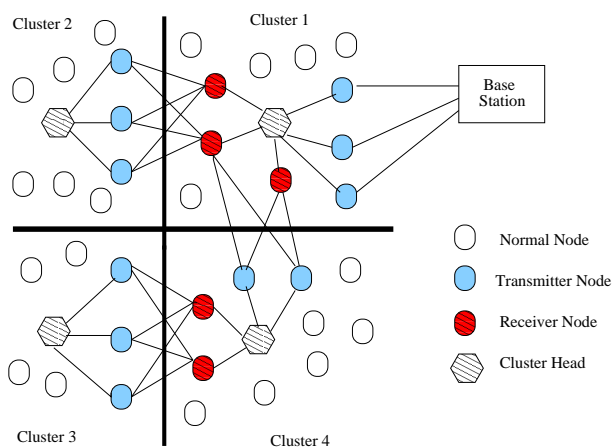 Cluster 2
Cluster 1
Base
Station
Normal Node
Transmitter Node
Receiver Node
Cluster Head
Cluster 3
Cluster 4